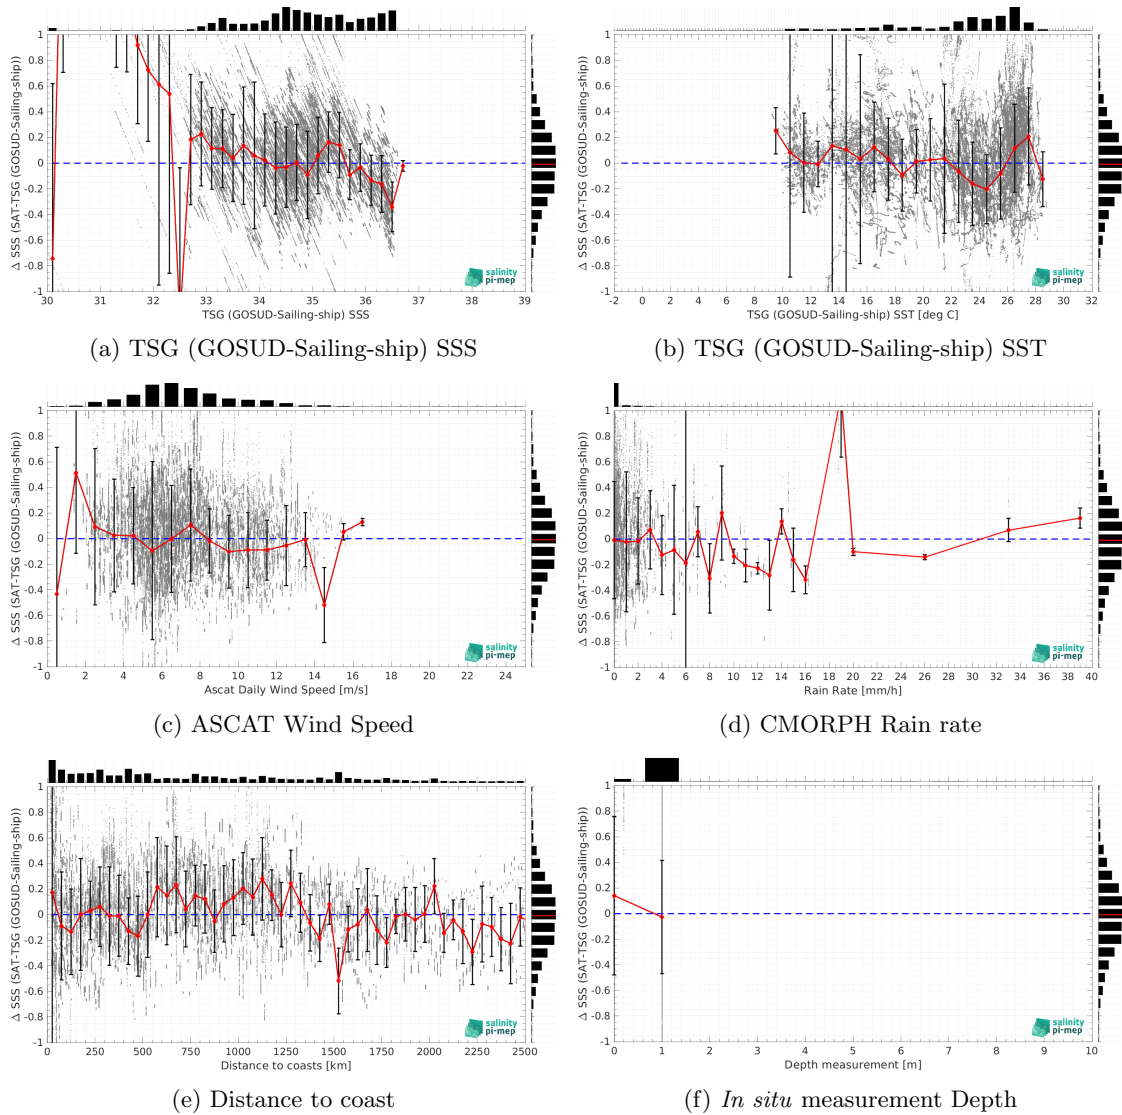 Δ SSS (SAT-TSG (GOSUD-Sailing-ship))
1
0.8
0.6
0.4
0.2
0
-0.2
-0.4
-0.6
-0.8
-1
salinity
pi-mep
30 31 32 33 34 35 36 37 38 39
TSG (GOSUD-Sailing-ship) SSS
(a) TSG (GOSUD-Sailing-ship) SSS
Δ SSS (SAT-TSG (GOSUD-Sailing-ship))
1
0.8
0.6
0.4
0.2
0
-0.2
-0.4
-0.6
-0.8
-1
salinity
pi-mep
-2 0 2 4 6 8 10 12 14 16 18 20 22 24 26 28 30 32
TSG (GOSUD-Sailing-ship) SST [deg C]
(b) TSG (GOSUD-Sailing-ship) SST
Δ SSS (SAT-TSG (GOSUD-Sailing-ship))
1
0.8
0.6
0.4
0.2
0
-0.2
-0.4
-0.6
-0.8
-1
salinity
pi-mep
0 2 4 6 8 10 12 14 16 18 20 22 24
Ascat Daily Wind Speed [m/s]
(c) ASCAT Wind Speed
Δ SSS (SAT-TSG (GOSUD-Sailing-ship))
1
0.8
0.6
0.4
0.2
0
-0.2
-0.4
-0.6
-0.8
-1
salinity
pi-mep
0 2 4 6 8 10 12 14 16 18 20 22 24 26 28 30 32 34 36 38 40
Rain Rate [mm/h]
(d) CMORPH Rain rate
Δ SSS (SAT-TSG (GOSUD-Sailing-ship))
1
0.8
0.6
0.4
0.2
0
-0.2
-0.4
-0.6
-0.8
-1
salinity
pi-mep
0 250 500 750 1000 1250 1500 1750 2000 2250 2500
Distance to coasts [km]
(e) Distance to coast
Δ SSS (SAT-TSG (GOSUD-Sailing-ship))
1
0.8
0.6
0.4
0.2
0
-0.2
-0.4
-0.6
-0.8
-1
salinity
pi-mep
0 1 2 3 4 5 6 7 8 9 10
Depth measurement [m]
(f) In situ measurement Depth